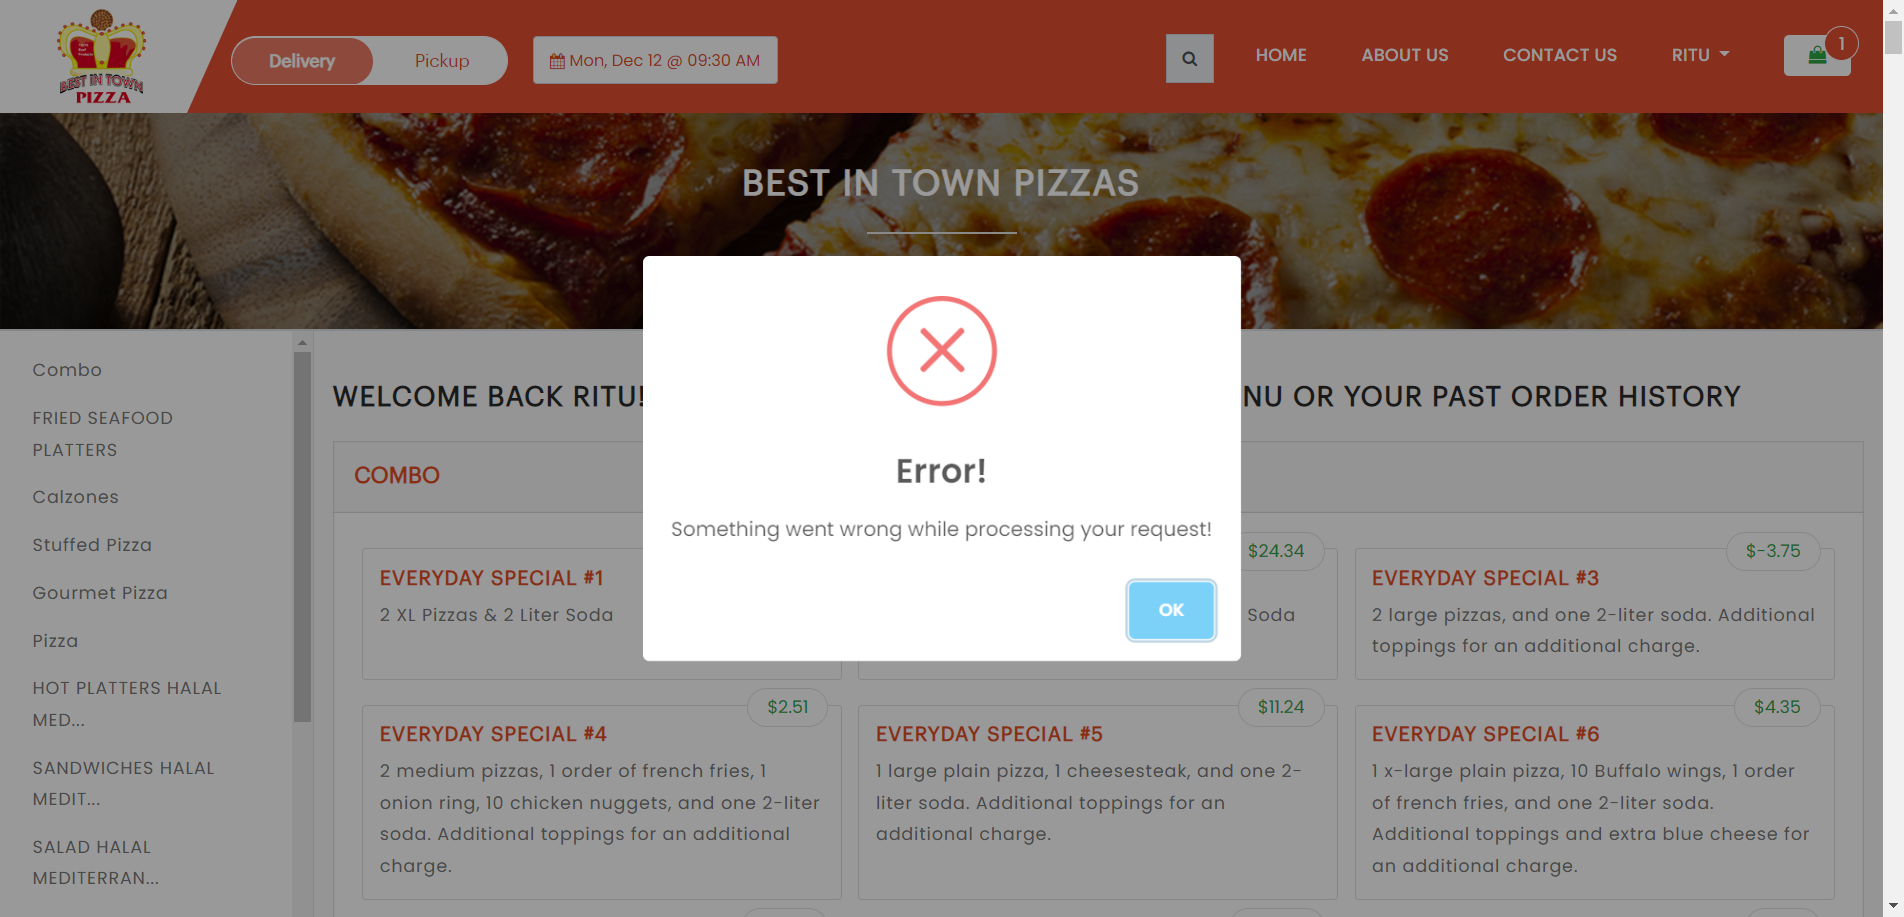 BEST IN TOWN
PIZZA
Delivery
Pickup
Mon, Dec 12 @ 09:30 AM
HOME
ABOUT US
CONTACT US
RITU
1
BEST IN TOWN PIZZAS
Combo
FRIED SEAFOOD
PLATTERS
Calzones
Stuffed Pizza
Gourmet Pizza
Pizza
HOT PLATTERS HALAL
MED...
SANDWICHES HALAL
MEDIT...
SALAD HALAL
MEDITERRAN...
WELCOME BACK RITU!
NU OR YOUR PAST ORDER HISTORY
COMBO
Error!
Something went wrong while processing your request!
OK
EVERYDAY SPECIAL #1
2 XL Pizzas & 2 Liter Soda
$24.34
Soda
$-3.75
EVERYDAY SPECIAL #3
2 large pizzas, and one 2-liter soda. Additional
toppings for an additional charge.
$2.51
EVERYDAY SPECIAL #4
2 medium pizzas, 1 order of french fries, 1
onion ring, 10 chicken nuggets, and one 2-liter
soda. Additional toppings for an additional
charge.
$11.24
EVERYDAY SPECIAL #5
1 large plain pizza, 1 cheesesteak, and one 2-
liter soda. Additional toppings for an
additional charge.
$4.35
EVERYDAY SPECIAL #6
1 x-large plain pizza, 10 Buffalo wings, 1 order
of french fries, and one 2-liter soda.
Additional toppings and extra blue cheese for
an additional charge.